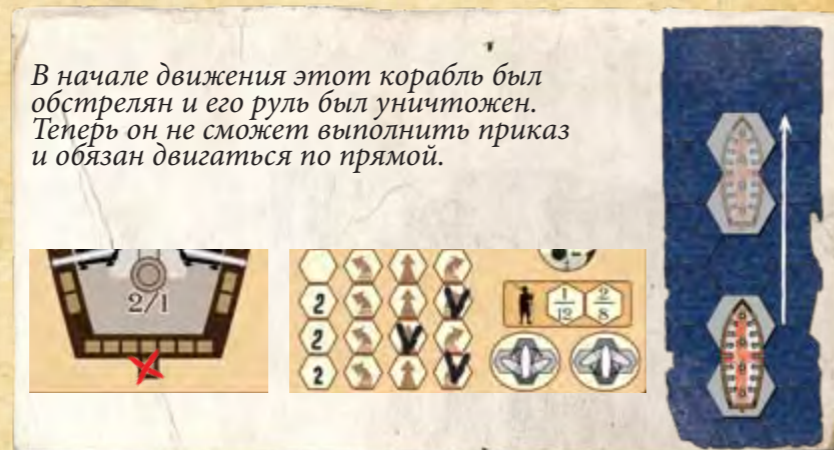 В начале движения этот корабль был
обстрелян и его руль был уничтожен.
Теперь он не сможет выполнить приказ
и обязан двигаться по прямой.
2/1
2
2
2
1/12 2/8